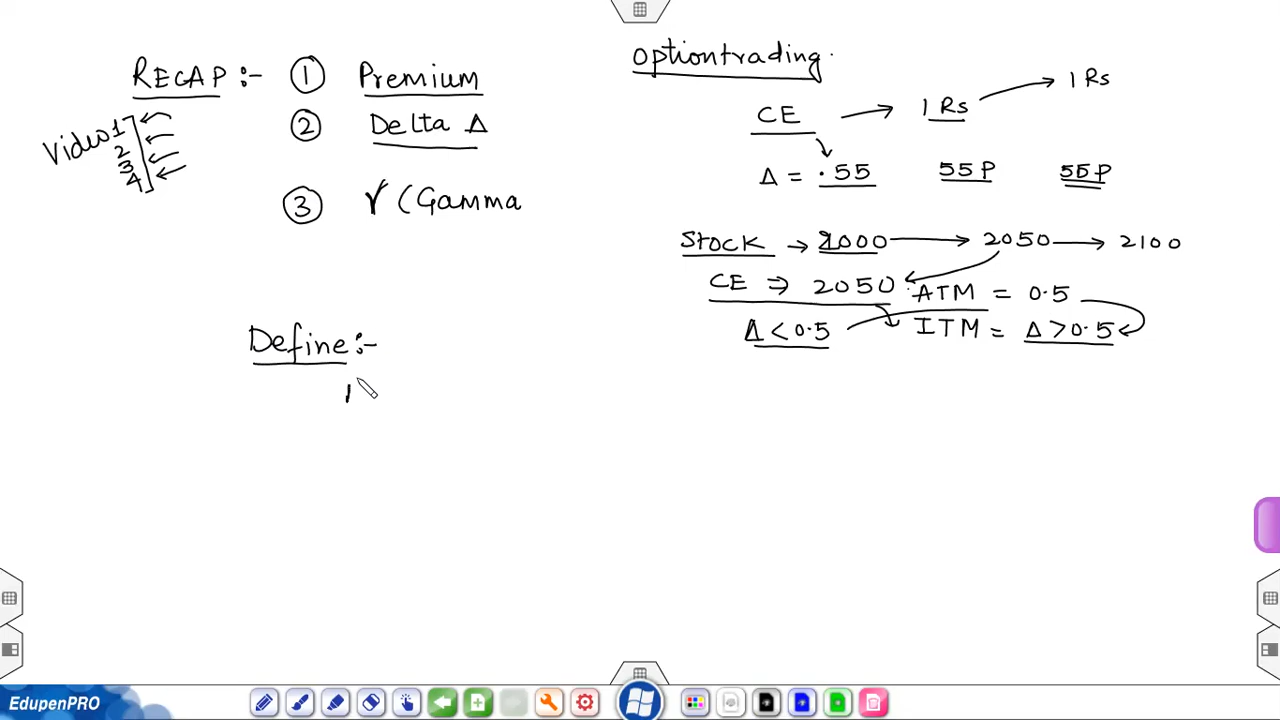 RECAP :- ① Premium
② Delta Δ
③ γ (Gamma
Video 1
2
3
4
Define :-
optiontrading.
CE → 1 Rs → 1 Rs
Δ = .55 55P 55P
Stock → 2000 → 2050 → 2100
CE ⇒ 2050 ATM = 0.5
Δ < 0.5 ITM = Δ > 0.5
EdupenPRO